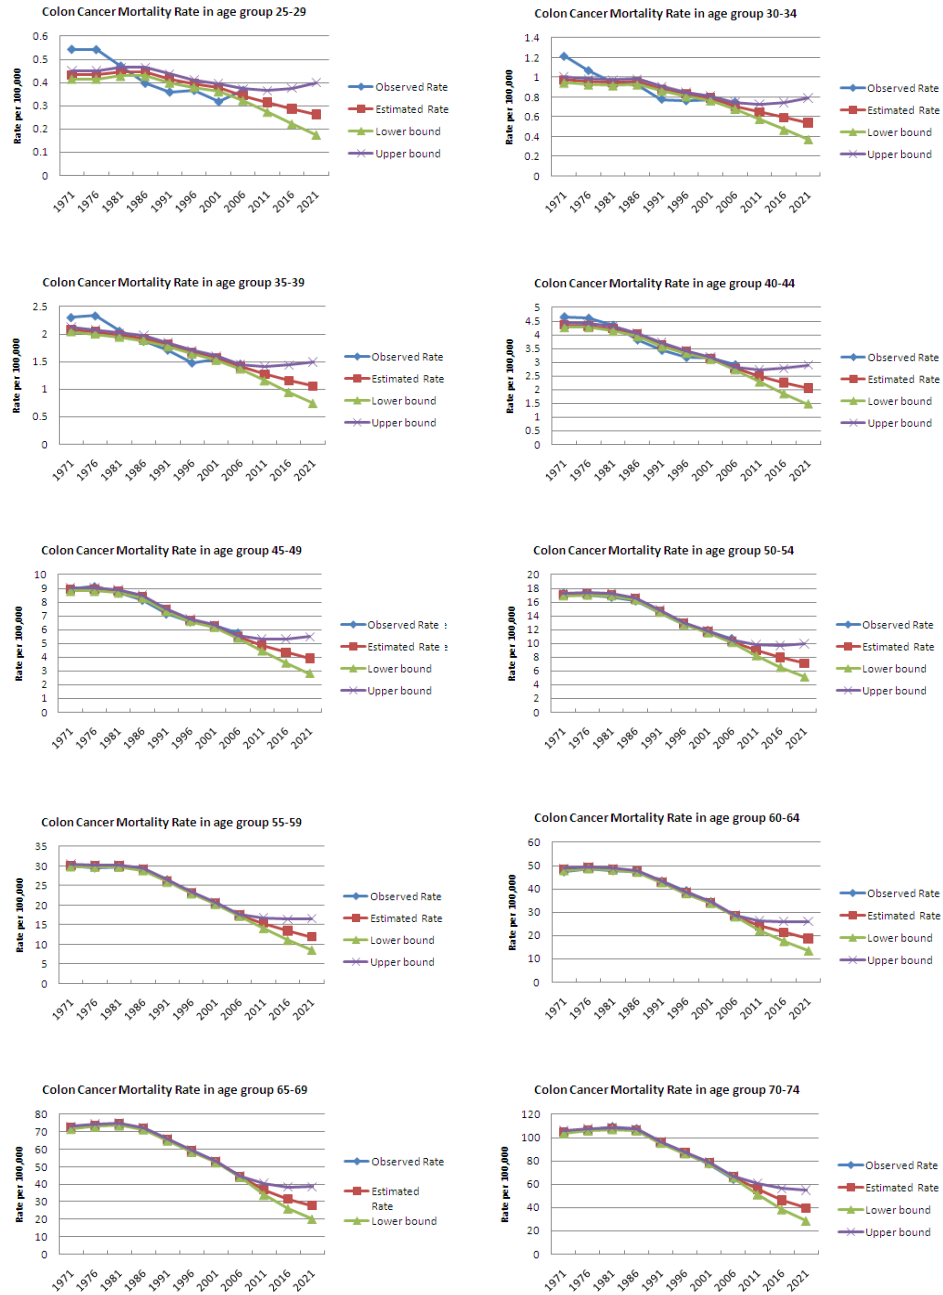 Colon Cancer Mortality Rate in age group 25-29
Rate per 100,000
0.6
0.5
0.4
0.3
0.2
0.1
0
1971 1976 1981 1986 1991 1996 2001 2006 2011 2016 2021
Observed Rate
Estimated Rate
Lower bound
Upper bound
Colon Cancer Mortality Rate in age group 30-34
Rate per 100,000
1.4
1.2
1
0.8
0.6
0.4
0.2
0
1971 1976 1981 1986 1991 1996 2001 2006 2011 2016 2021
Observed Rate
Estimated Rate
Lower bound
Upper bound
Colon Cancer Mortality Rate in age group 35-39
Rate per 100,000
2.5
2
1.5
1
0.5
0
1971 1976 1981 1986 1991 1996 2001 2006 2011 2016 2021
Observed Rate
Estimated Rate
Lower bound
Upper bound
Colon Cancer Mortality Rate in age group 40-44
Rate per 100,000
5
4.5
4
3.5
3
2.5
2
1.5
1
0.5
0
1971 1976 1981 1986 1991 1996 2001 2006 2011 2016 2021
Observed Rate
Estimated Rate
Lower bound
Upper bound
Colon Cancer Mortality Rate in age group 45-49
Rate per 100,000
10
9
8
7
6
5
4
3
2
1
0
1971 1976 1981 1986 1991 1996 2001 2006 2011 2016 2021
Observed Rate
Estimated Rate
Lower bound
Upper bound
Colon Cancer Mortality Rate in age group 50-54
Rate per 100,000
20
18
16
14
12
10
8
6
4
2
0
1971 1976 1981 1986 1991 1996 2001 2006 2011 2016 2021
Observed Rate
Estimated Rate
Lower bound
Upper bound
Colon Cancer Mortality Rate in age group 55-59
Rate per 100,000
35
30
25
20
15
10
5
0
1971 1976 1981 1986 1991 1996 2001 2006 2011 2016 2021
Observed Rate
Estimated Rate
Lower bound
Upper bound
Colon Cancer Mortality Rate in age group 60-64
Rate per 100,000
60
50
40
30
20
10
0
1971 1976 1981 1986 1991 1996 2001 2006 2011 2016 2021
Observed Rate
Estimated Rate
Lower bound
Upper bound
Colon Cancer Mortality Rate in age group 65-69
Rate per 100,000
80
70
60
50
40
30
20
10
0
1971 1976 1981 1986 1991 1996 2001 2006 2011 2016 2021
Observed Rate
Estimated
Rate
Lower bound
Colon Cancer Mortality Rate in age group 70-74
Rate per 100,000
120
100
80
60
40
20
0
1971 1976 1981 1986 1991 1996 2001 2006 2011 2016 2021
Observed Rate
Estimated Rate
Lower bound
Upper bound